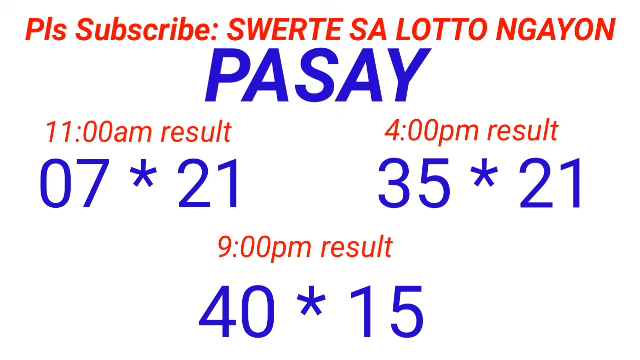 Pls Subscribe: SWERTE SA LOTTO NGAYON
PASAY
11:00am result
07 * 21
4:00pm result
35 * 21
9:00pm result
40 * 15